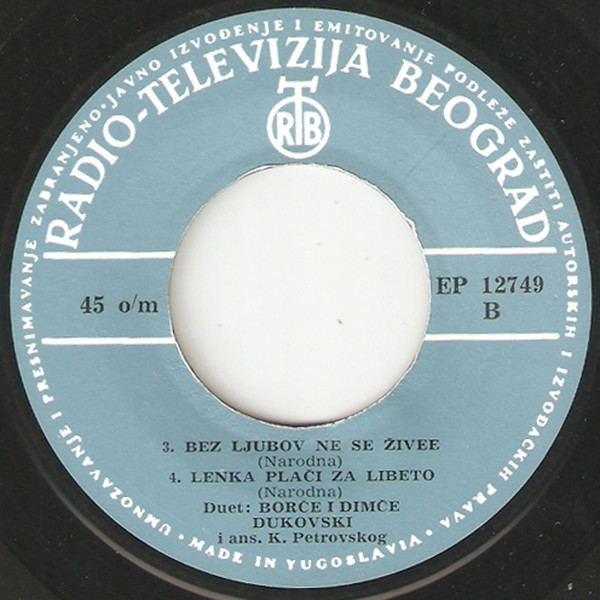 UMNOŽAVANJE I PRESNIMAVANJE ZABRANJENO·JAVNO IZVOĐENJE I EMITOVANJE PODLEŽE ZAŠTITI AUTORSKIH I IZVOĐAČKIH PRAVA·
RADIO-TELEVIZIJA BEOGRAD
RTB
45 o/m
EP 12749
B
3. BEZ LJUBOV NE SE ŽIVEE
(Narodna)
4. LENKA PLAČI ZA LIBETO
(Narodna)
Duet: BORČE I DIMČE
DUKOVSKI
i ans. K. Petrovskog
·MADE IN YUGOSLAVIA·